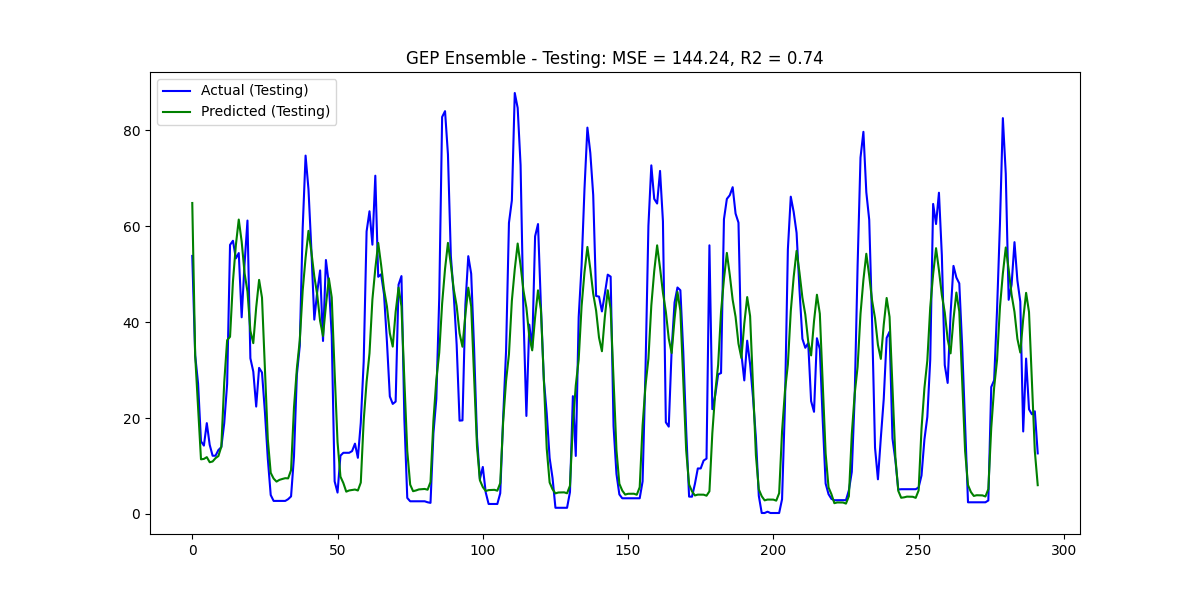 GEP Ensemble - Testing: MSE = 144.24, R2 = 0.74
Actual (Testing)
Predicted (Testing)
80
60
40
20
0
0 50 100 150 200 250 300